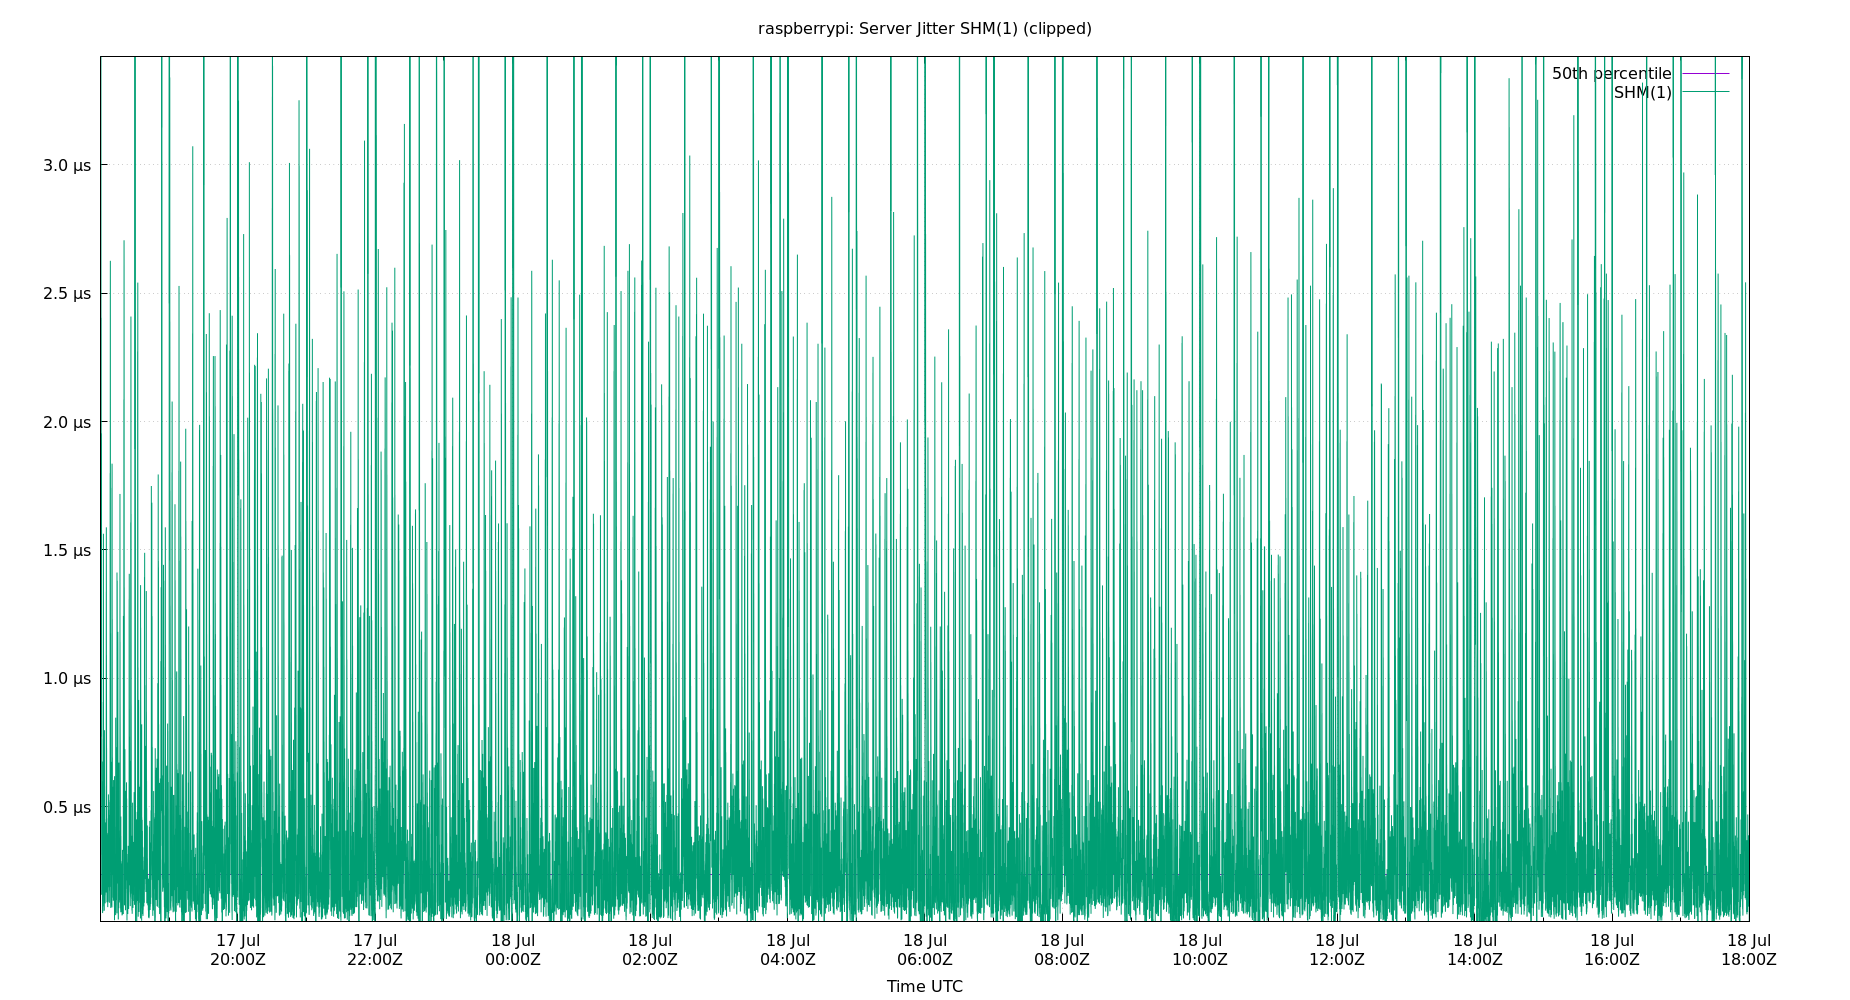 raspberrypi: Server Jitter SHM(1) (clipped)
50th percentile
SHM(1)
3.0 µs
2.5 µs
2.0 µs
1.5 µs
1.0 µs
0.5 µs
17 Jul 17 Jul 18 Jul 18 Jul 18 Jul 18 Jul 18 Jul 18 Jul 18 Jul 18 Jul 18 Jul 18 Jul
20:00Z 22:00Z 00:00Z 02:00Z 04:00Z 06:00Z 08:00Z 10:00Z 12:00Z 14:00Z 16:00Z 18:00Z
Time UTC